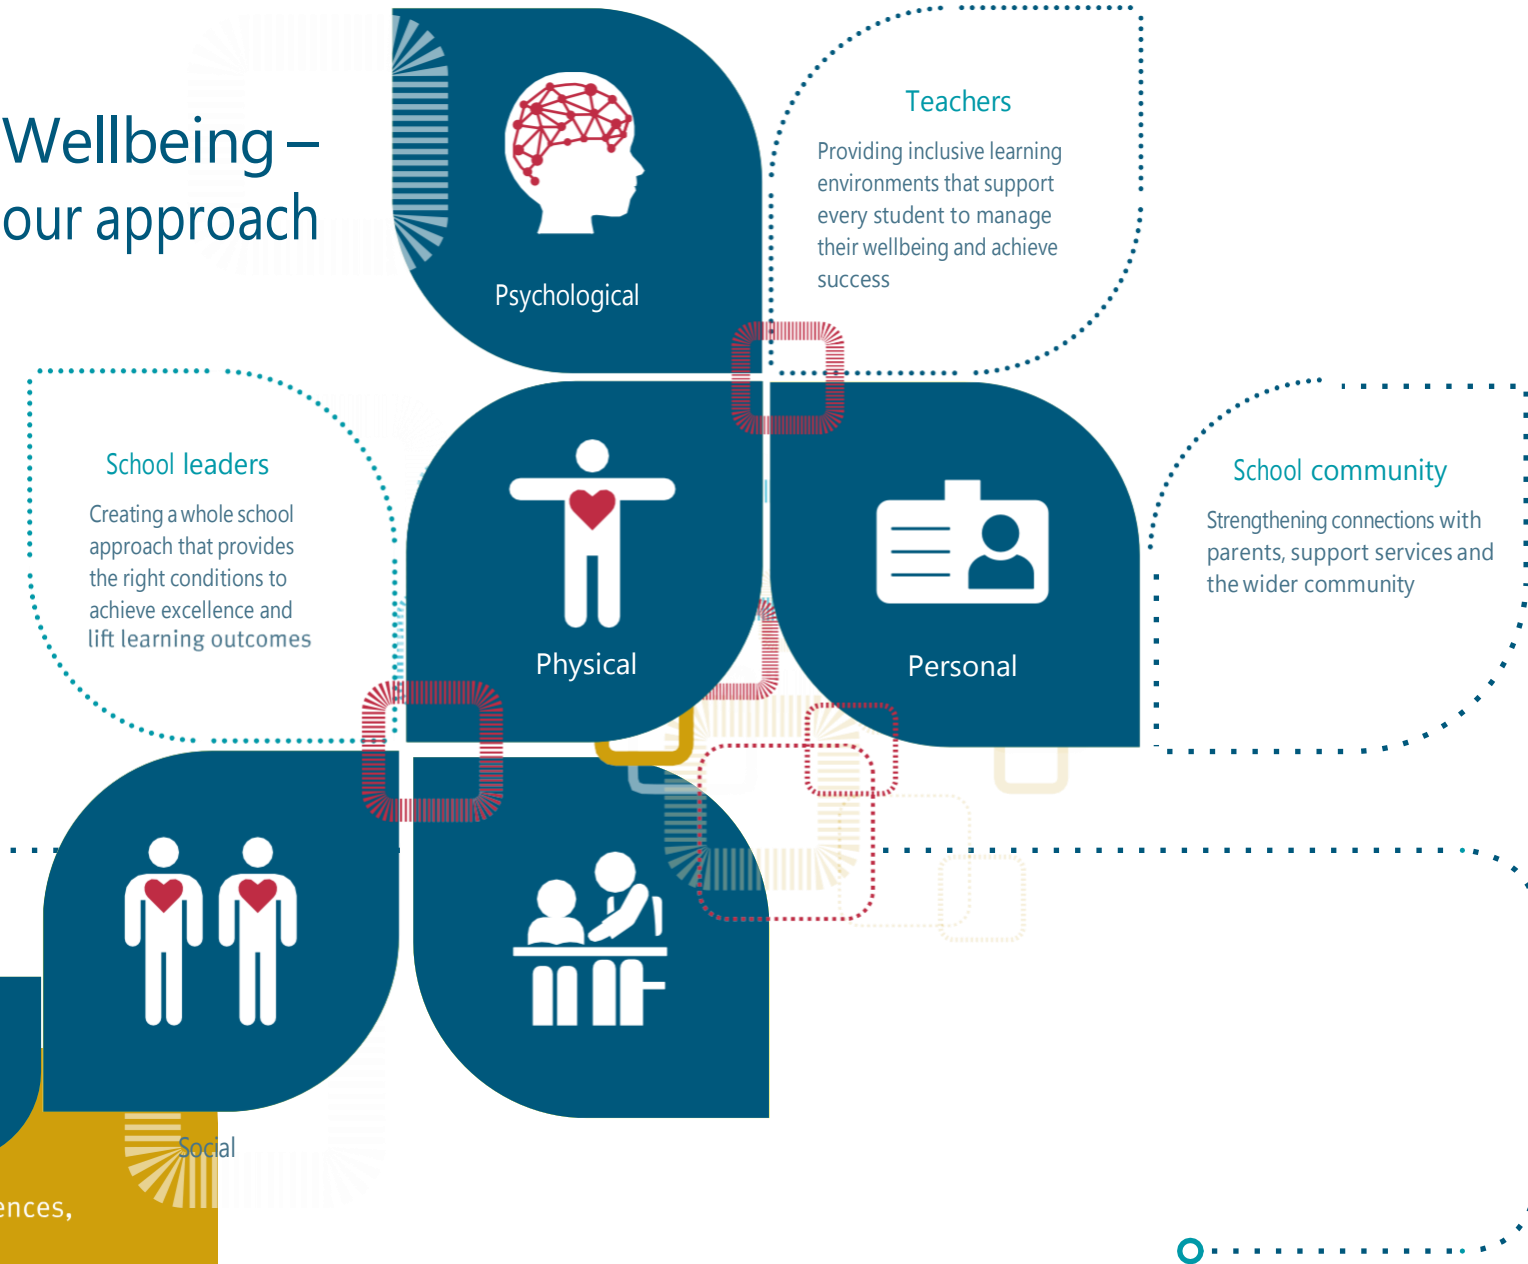 Wellbeing –
our approach
Psychological
Teachers
Providing inclusive learning
environments that support
every student to manage
their wellbeing and achieve
success
School leaders
Creating a whole school
approach that provides
the right conditions to
achieve excellence and
lift learning outcomes
Physical
Personal
School community
Strengthening connections with
parents, support services and
the wider community
Social
ences,